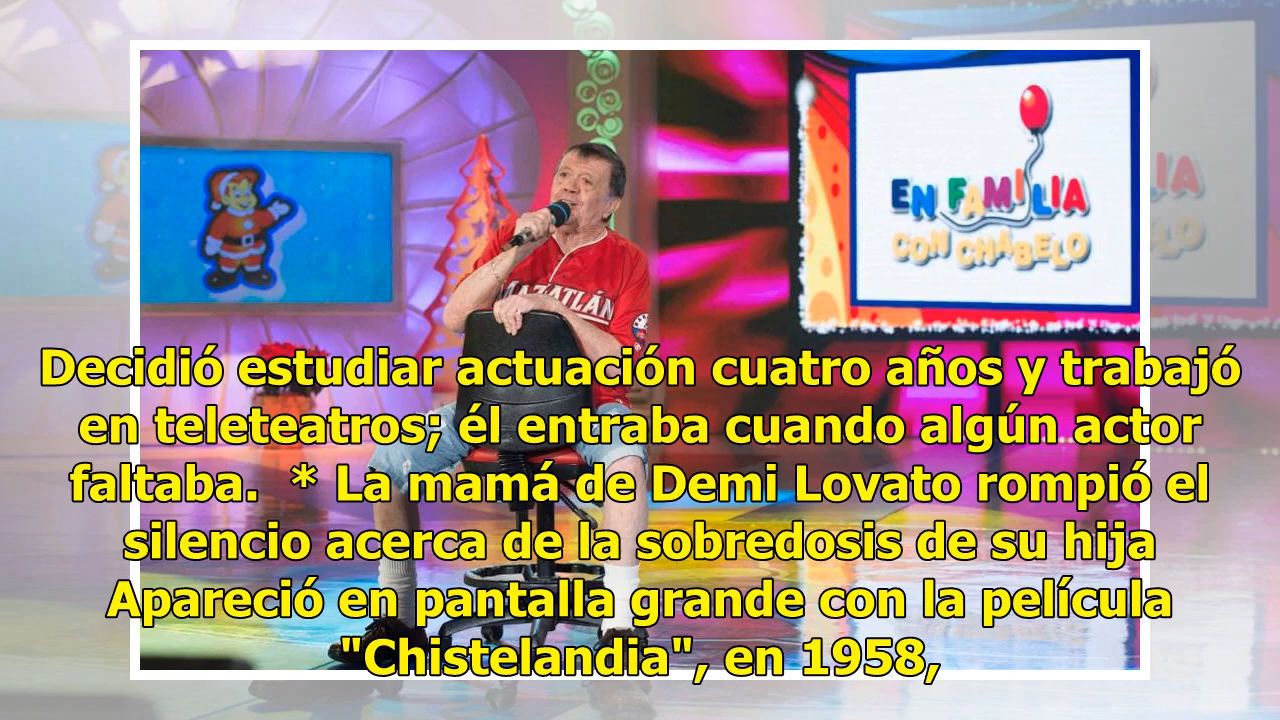 EN FAMILIA
CON CHABELO
MAZATLÁN
Decidió estudiar actuación cuatro años y trabajó
en teleteatros; él entraba cuando algún actor
faltaba.  * La mamá de Demi Lovato rompió el
silencio acerca de la sobredosis de su hija
Apareció en pantalla grande con la película
"Chistelandia", en 1958,